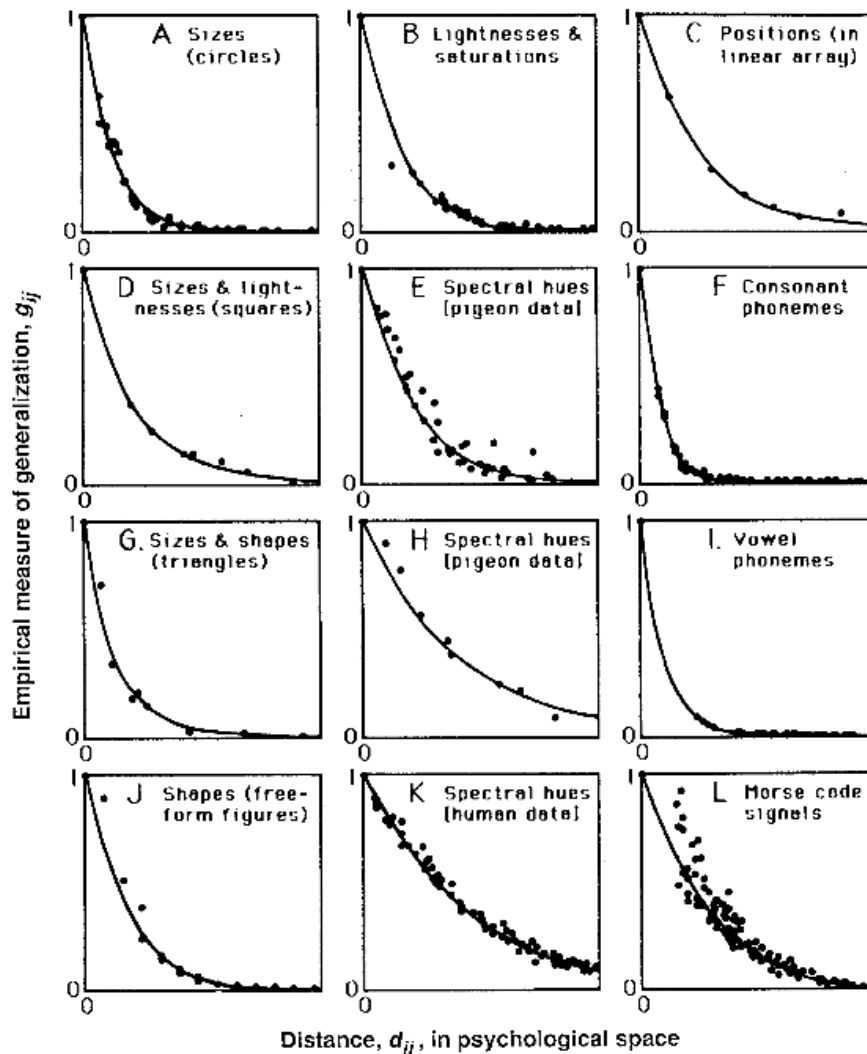 Empirical measure of generalization, g_ij
1
A Sizes
(circles)
0
0
B Lightnesses &
saturations
0
1
C Positions (in
linear array)
0
0
1
D Sizes & light-
nesses (squares)
0
0
1
E Spectral hues
[pigeon data]
0
0
1
F Consonant
phonemes
0
0
1
G. Sizes & shapes
(triangles)
0
0
1
H Spectral hues
[pigeon data]
0
0
1
I. Vowel
phonemes
0
0
1
J Shapes (free-
form figures)
0
0
1
K Spectral hues
[human data]
0
0
1
L Morse code
signals
0
0
Distance, d_ij, in psychological space